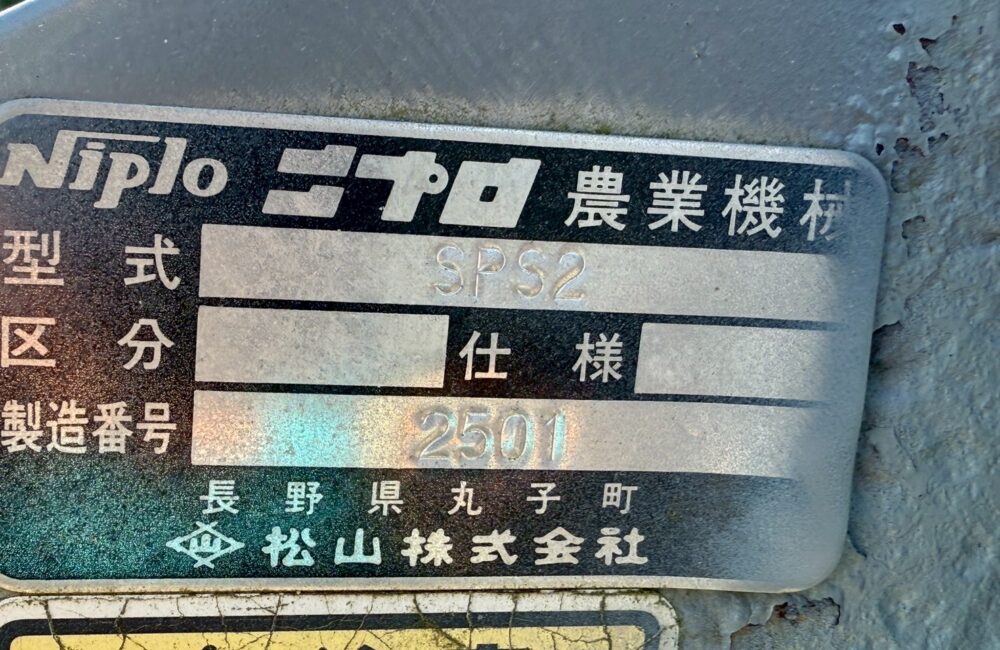 Niplo ニプロ 農業機械
型式 SPS2
区分 仕様
製造番号 2501
長野県丸子町
松山株式会社